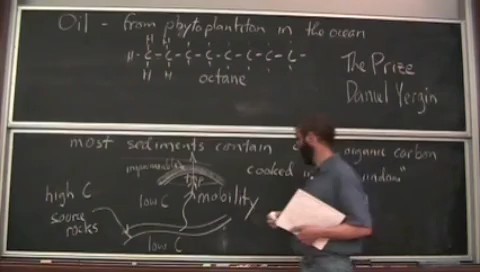 Oil - from phytoplankton in the ocean
H H
H - C - C - C - C - C - C - C - C -
H H
octane
The Prize
Daniel Yergin
most sediments contain organic carbon
impermeable
cooked
trap
high C
low C
mobility
source
rocks
low C